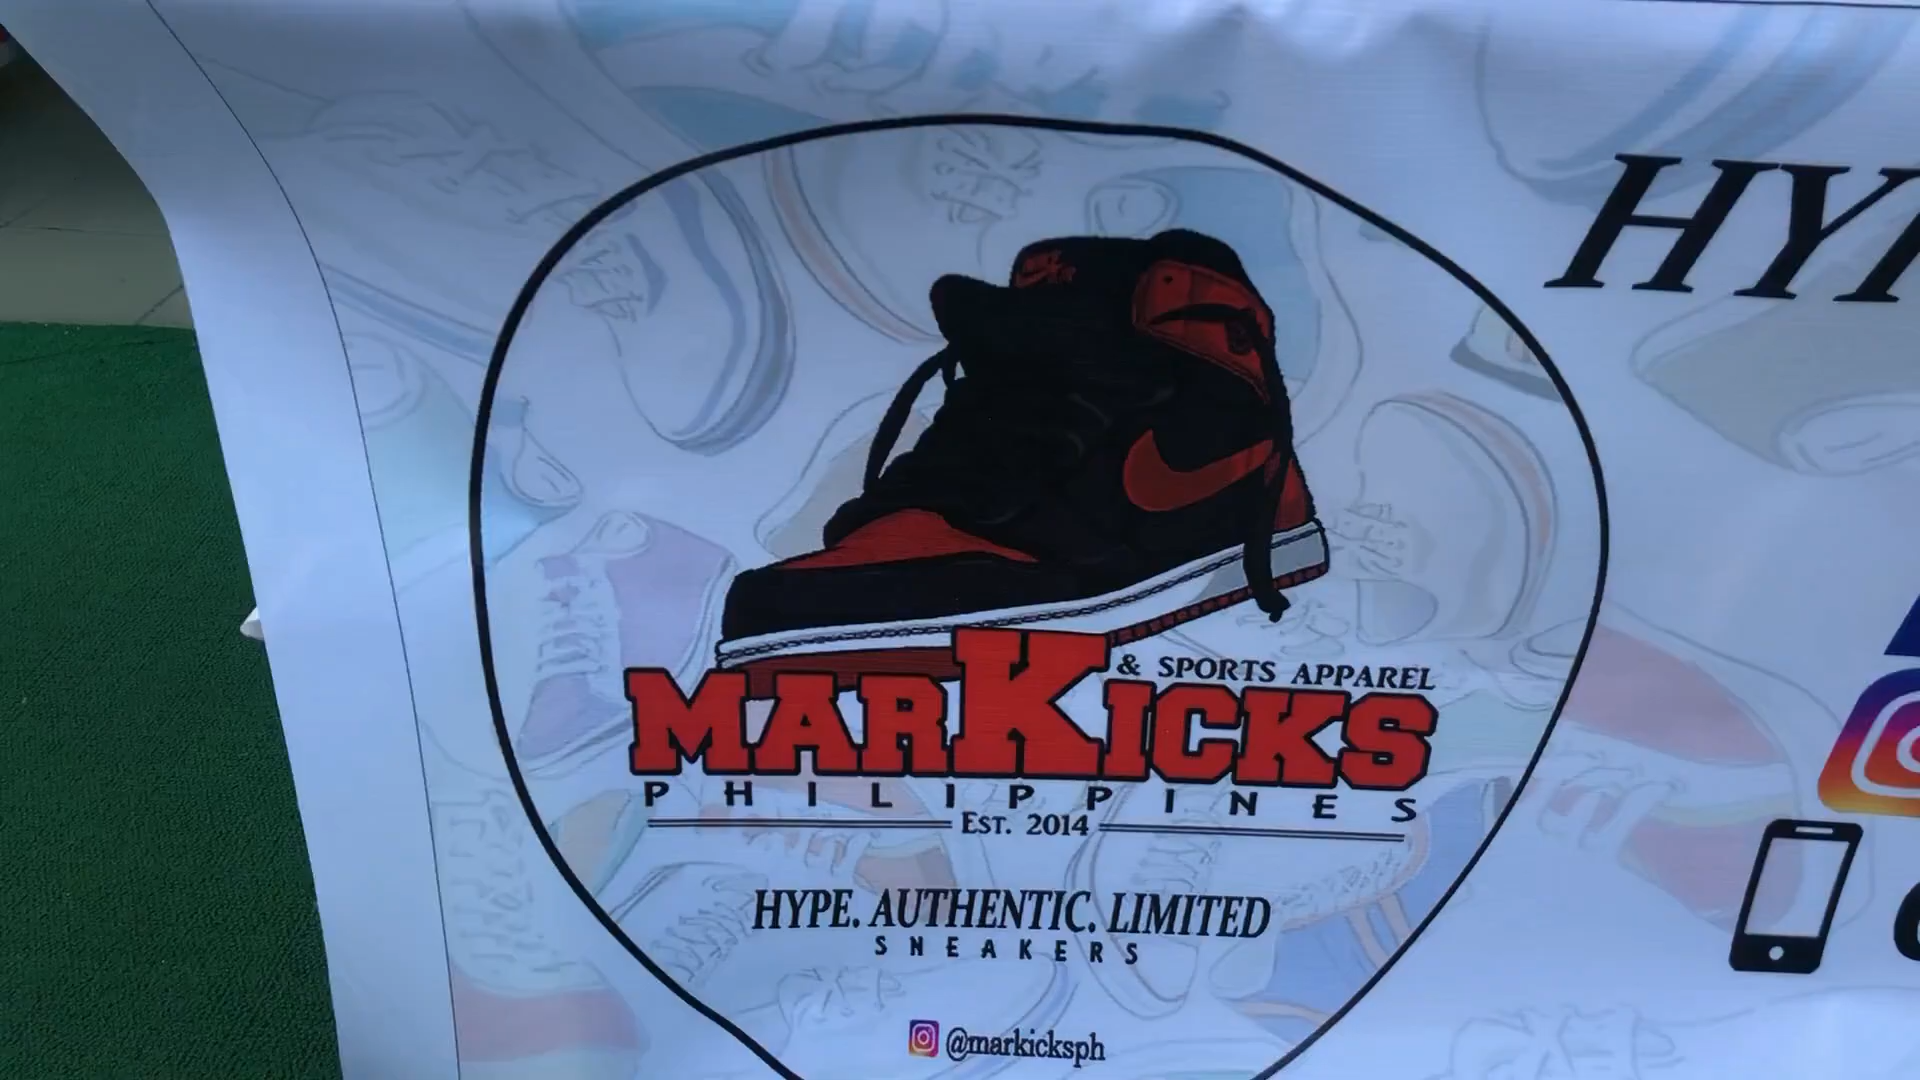 & SPORTS APPAREL
MARKICKS
PHILIPPINES
EST. 2014
HYPE. AUTHENTIC. LIMITED
SNEAKERS
@markicksph